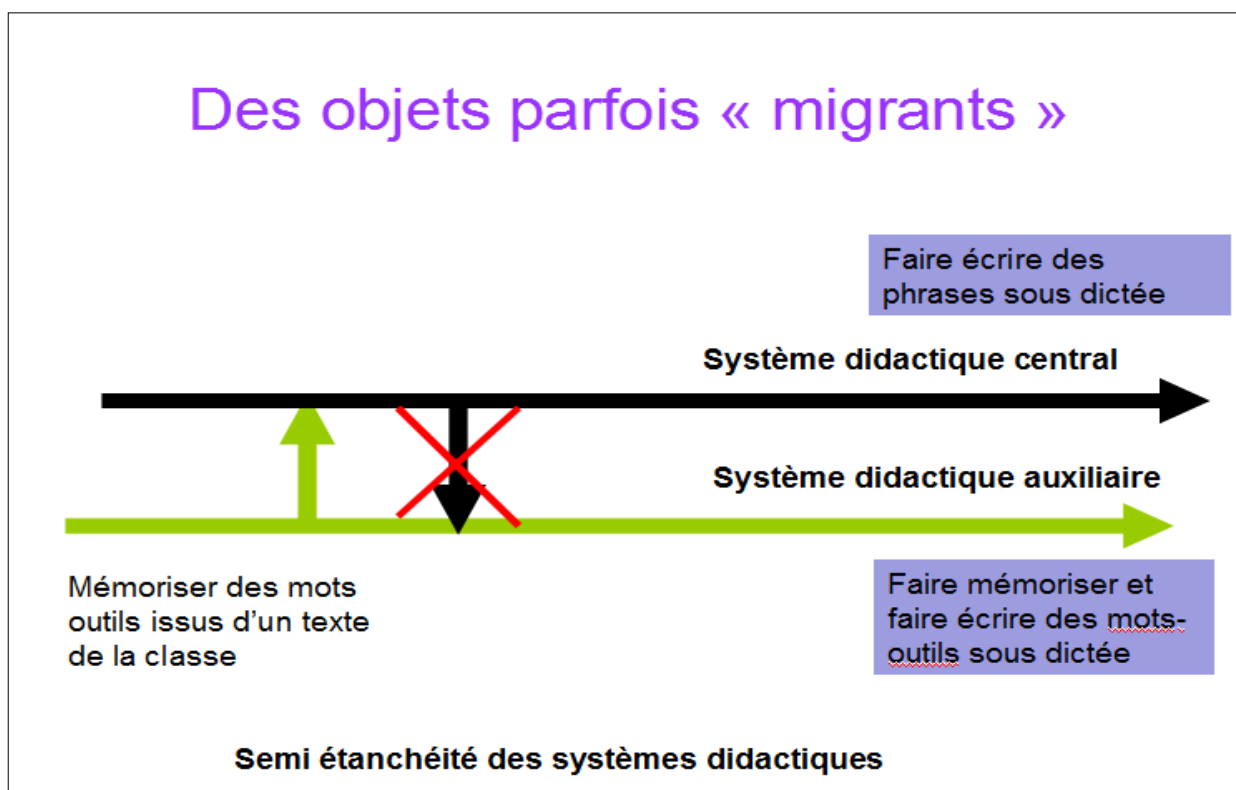 Des objets parfois « migrants »
Faire écrire des
phrases sous dictée
Système didactique central
Système didactique auxiliaire
Mémoriser des mots
outils issus d’un texte
de la classe
Faire mémoriser et
faire écrire des mots-
outils sous dictée
Semi étanchéité des systèmes didactiques